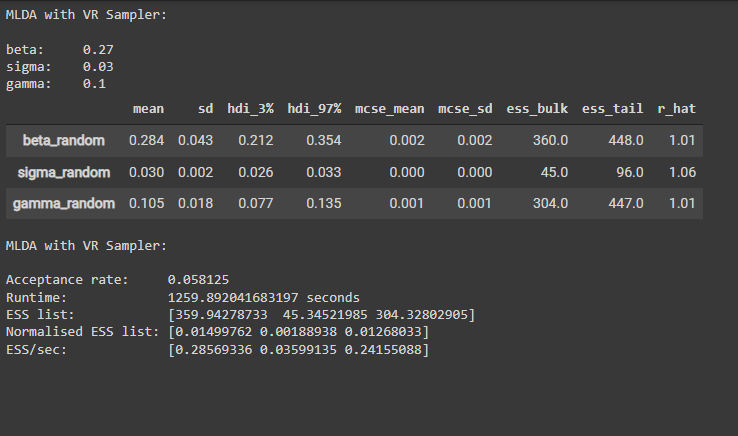 MLDA with VR Sampler:
beta: 0.27
sigma: 0.03
gamma: 0.1
mean sd hdi_3% hdi_97% mcse_mean mcse_sd ess_bulk ess_tail r_hat
beta_random 0.284 0.043 0.212 0.354 0.002 0.002 360.0 448.0 1.01
sigma_random 0.030 0.002 0.026 0.033 0.000 0.000 45.0 96.0 1.06
gamma_random 0.105 0.018 0.077 0.135 0.001 0.001 304.0 447.0 1.01
MLDA with VR Sampler:
Acceptance rate: 0.058125
Runtime: 1259.892041683197 seconds
ESS list: [359.94278733 45.34521985 304.32802905]
Normalised ESS list: [0.01499762 0.00188938 0.01268033]
ESS/sec: [0.28569336 0.03599135 0.24155088]